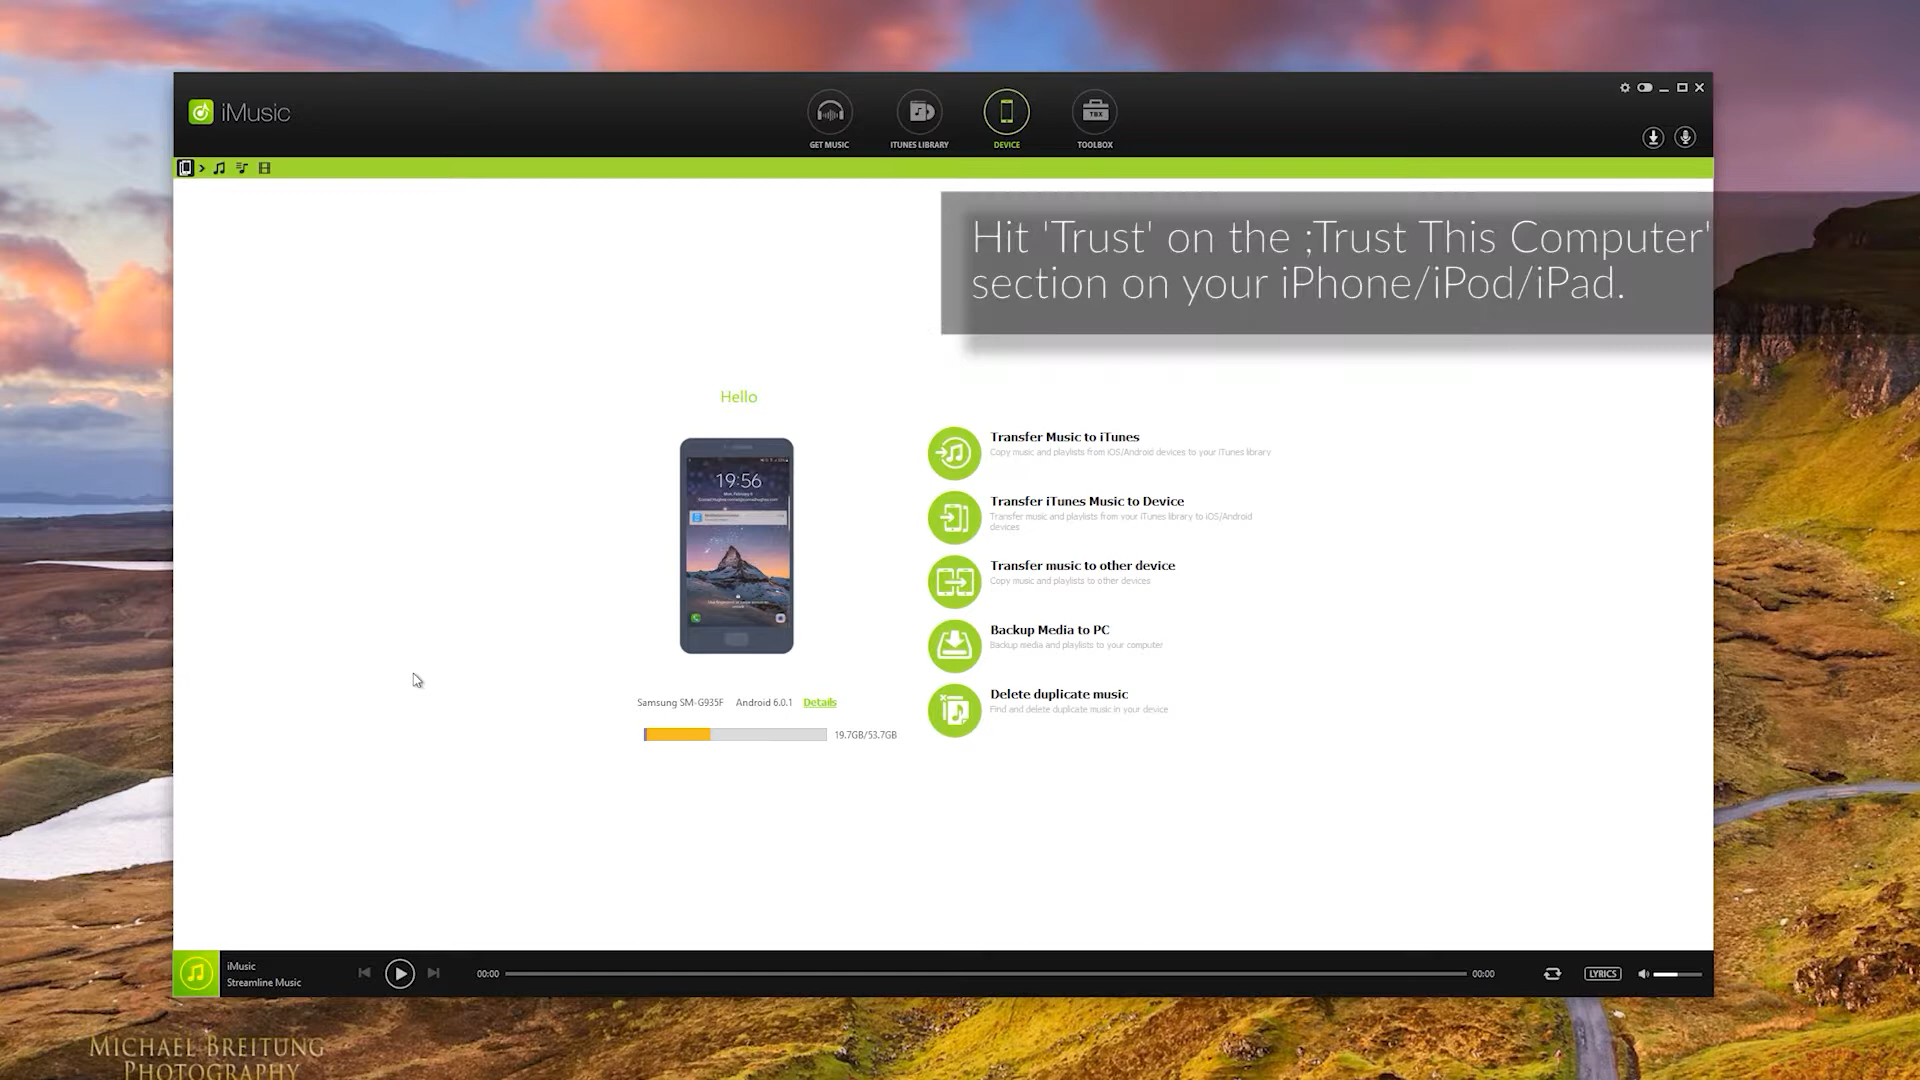 iMusic
GET MUSIC
ITUNES LIBRARY
DEVICE
TBX
TOOLBOX
Hit 'Trust' on the ;Trust This Computer'
section on your iPhone/iPod/iPad.
Hello
19:56
Transfer Music to iTunes
Copy music and playlists from iOS/Android devices to your iTunes library
Transfer iTunes Music to Device
Transfer music and playlists from your iTunes library to iOS/Android
devices
Transfer music to other device
Copy music and playlists to other devices
Backup Media to PC
Backup media and playlists to your computer
Delete duplicate music
Find and delete duplicate music in your device
Samsung SM-G935F Android 6.0.1 Details
19.7GB/53.7GB
iMusic
Streamline Music
00:00
00:00
LYRICS
MICHAEL BREITUNG
PHOTOGRAPHY